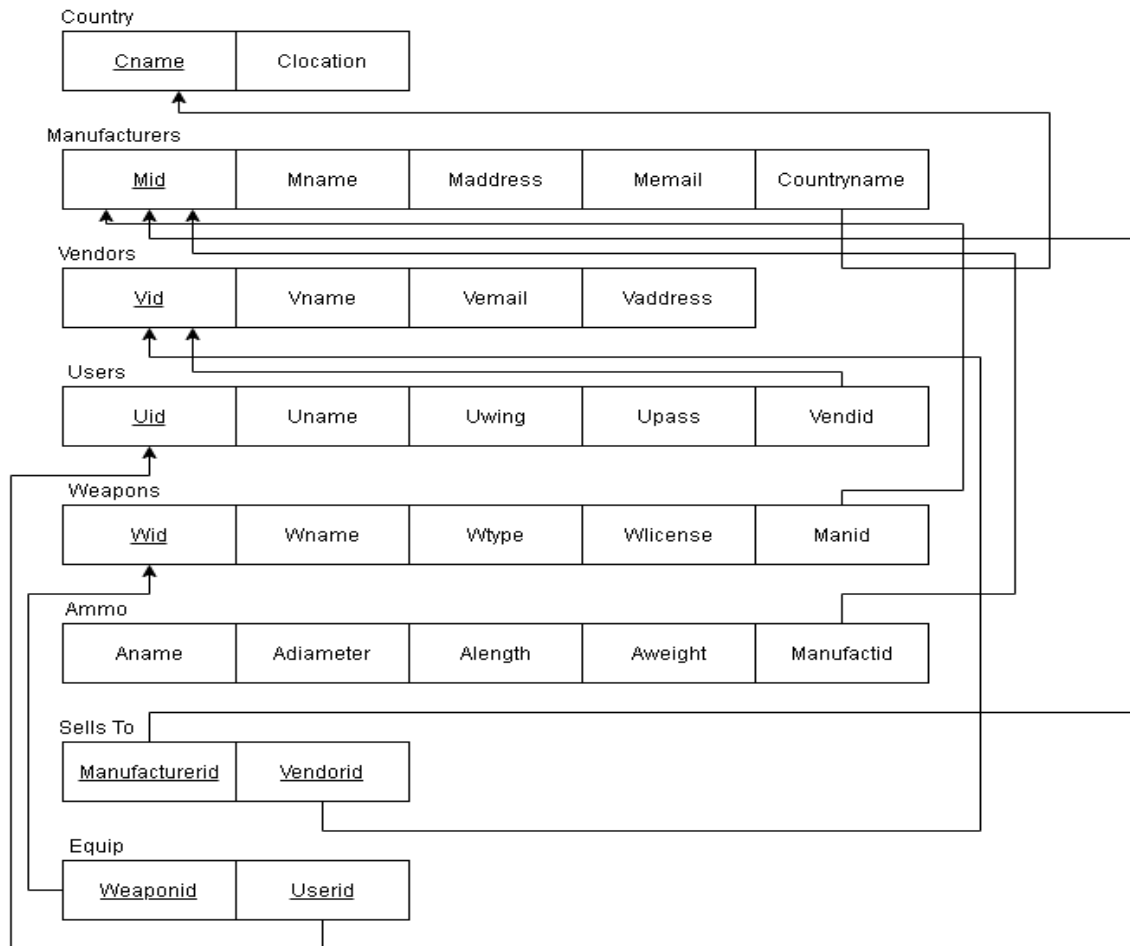 Country
Cname Clocation
Manufacturers
Mid Mname Maddress Memail Countryname
Vendors
Vid Vname Vemail Vaddress
Users
Uid Uname Uwing Upass Vendid
Weapons
Wid Wname Wtype Wlicense Manid
Ammo
Aname Adiameter Alength Aweight Manufactid
Sells To
Manufacturerid Vendorid
Equip
Weaponid Userid